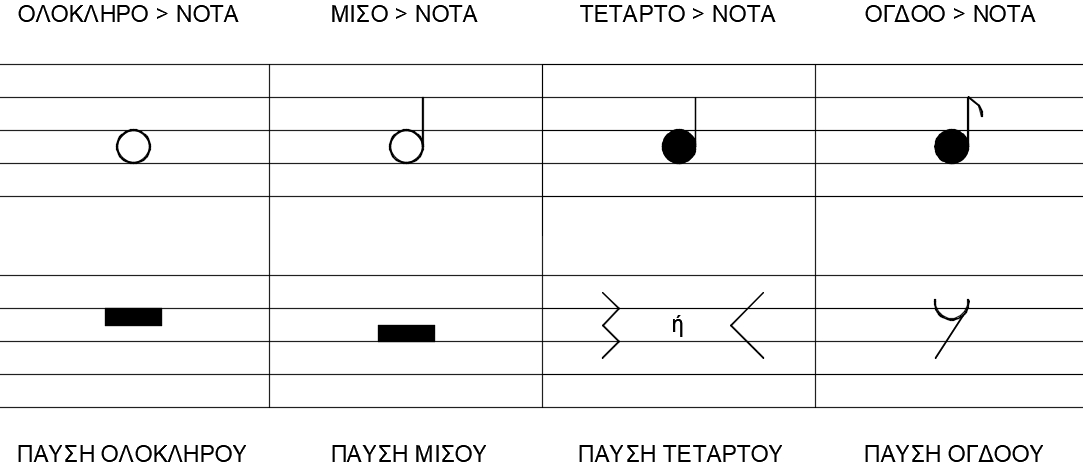 ΟΛΟΚΛΗΡΟ > ΝΟΤΑ
ΜΙΣΟ > ΝΟΤΑ
ΤΕΤΑΡΤΟ > ΝΟΤΑ
ΟΓΔΟΟ > ΝΟΤΑ
ή
ΠΑΥΣΗ ΟΛΟΚΛΗΡΟΥ
ΠΑΥΣΗ ΜΙΣΟΥ
ΠΑΥΣΗ ΤΕΤΑΡΤΟΥ
ΠΑΥΣΗ ΟΓΔΟΟΥ